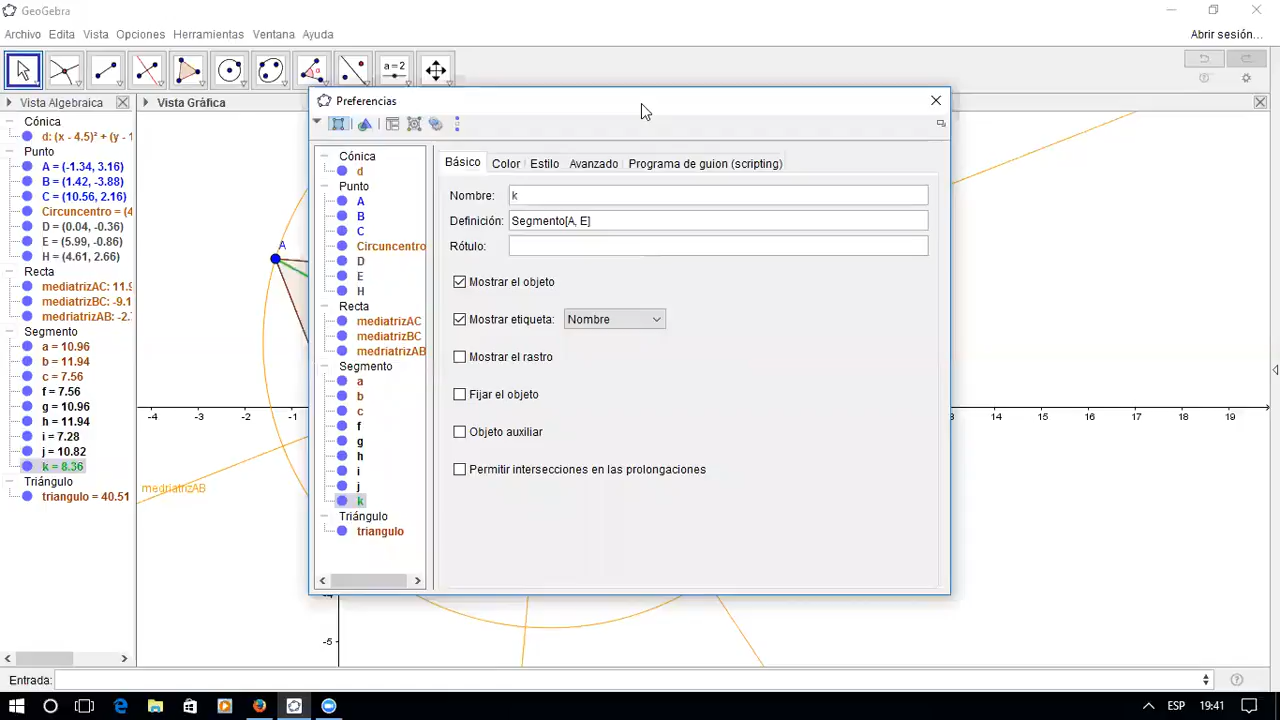 GeoGebra
Archivo Edita Vista Opciones Herramientas Ventana Ayuda
Abrir sesión...
a=2
Vista Algebraica
Vista Gráfica
Cónica
d: (x - 4.5)² + (y - 1
Punto
A = (-1.34, 3.16)
B = (1.42, -3.88)
C = (10.56, 2.16)
Circuncentro = (4
D = (0.04, -0.36)
E = (5.99, -0.86)
H = (4.61, 2.66)
Recta
mediatrizAC: 11.9
mediatrizBC: -9.1
medriatrizAB: -2.
Segmento
a = 10.96
b = 11.94
c = 7.56
f = 7.56
g = 10.96
h = 11.94
i = 7.28
j = 10.82
k = 8.36
Triángulo
triangulo = 40.51
A
-4 -3 -2 -1
13 14 15 16 17 18 19
medriatrizAB
-5
Preferencias
Cónica
d
Punto
A
B
C
Circuncentro
D
E
H
Recta
mediatrizAC
mediatrizBC
medriatrizAB
Segmento
a
b
c
f
g
h
i
j
k
Triángulo
triangulo
Básico Color Estilo Avanzado Programa de guion (scripting)
Nombre: k
Definición: Segmento[A, E]
Rótulo:
Mostrar el objeto
Mostrar etiqueta: Nombre
Mostrar el rastro
Fijar el objeto
Objeto auxiliar
Permitir intersecciones en las prolongaciones
Entrada:
ESP 19:41